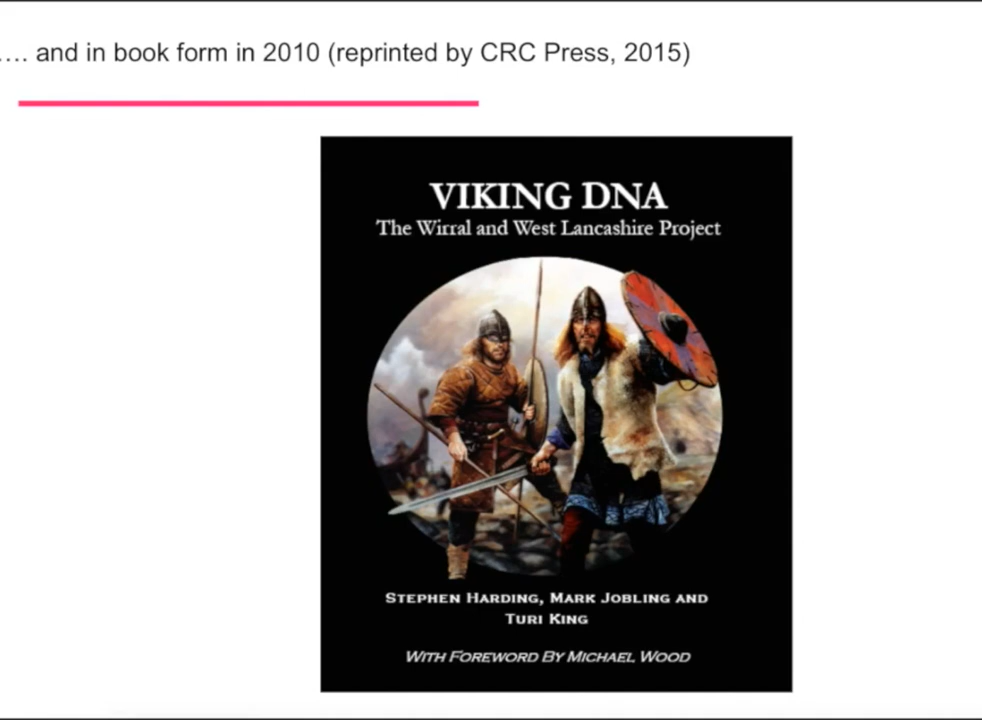 .... and in book form in 2010 (reprinted by CRC Press, 2015)
VIKING DNA
The Wirral and West Lancashire Project
STEPHEN HARDING, MARK JOBLING AND
TURI KING
WITH FOREWORD BY MICHAEL WOOD